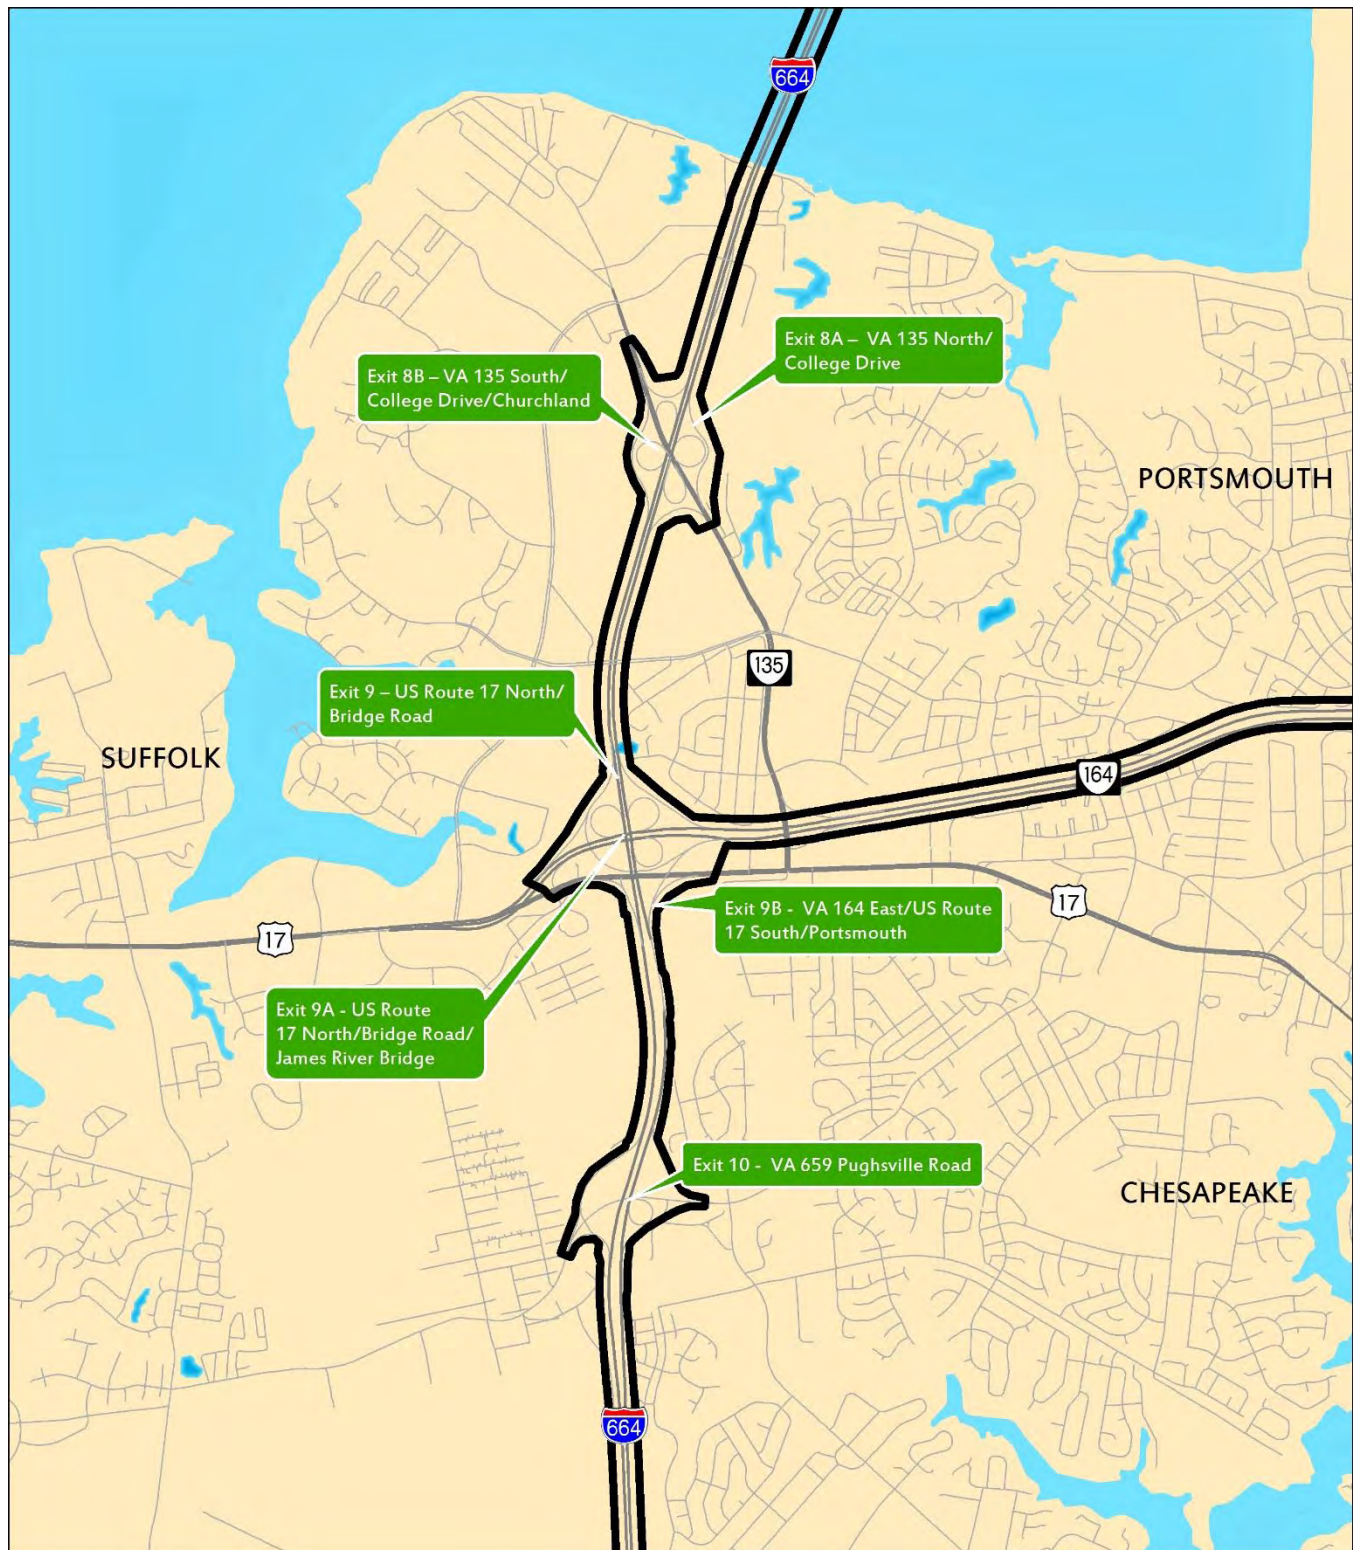 664
Exit 8A – VA 135 North/
College Drive
Exit 8B – VA 135 South/
College Drive/Churchland
PORTSMOUTH
135
Exit 9 – US Route 17 North/
Bridge Road
SUFFOLK
164
17
Exit 9B - VA 164 East/US Route
17 South/Portsmouth
17
Exit 9A - US Route
17 North/Bridge Road/
James River Bridge
Exit 10 - VA 659 Pughsville Road
CHESAPEAKE
664